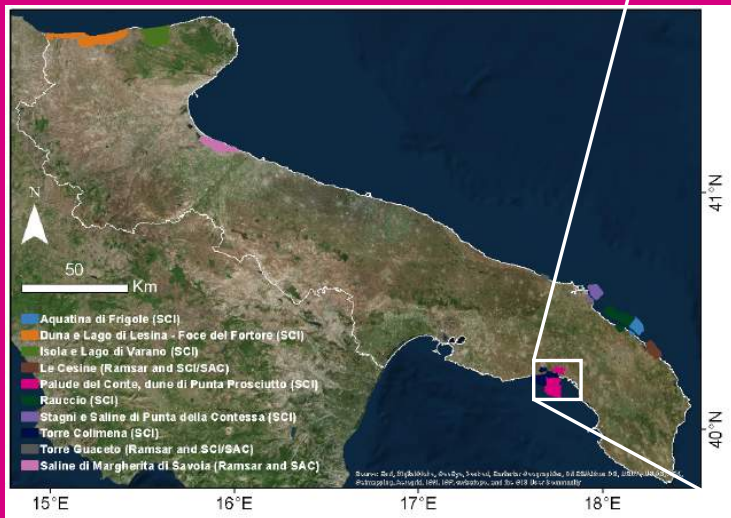 41°N
N
50
Km
Aquatina di Frigole (SCI)
Duna e Lago di Lesina - Foce del Fortore (SCI)
Isola e Lago di Varano (SCI)
Le Cesine (Ramsar and SCI/SAC)
Palude del Conte, dune di Punta Prosciutto (SCI)
Rauccio (SCI)
Stagni e Saline di Punta della Contessa (SCI)
Torre Colimena (SCI)
Torre Guaceto (Ramsar and SCI/SAC)
Saline di Margherita di Savoia (Ramsar and SAC)
40°N
15°E
16°E
17°E
18°E